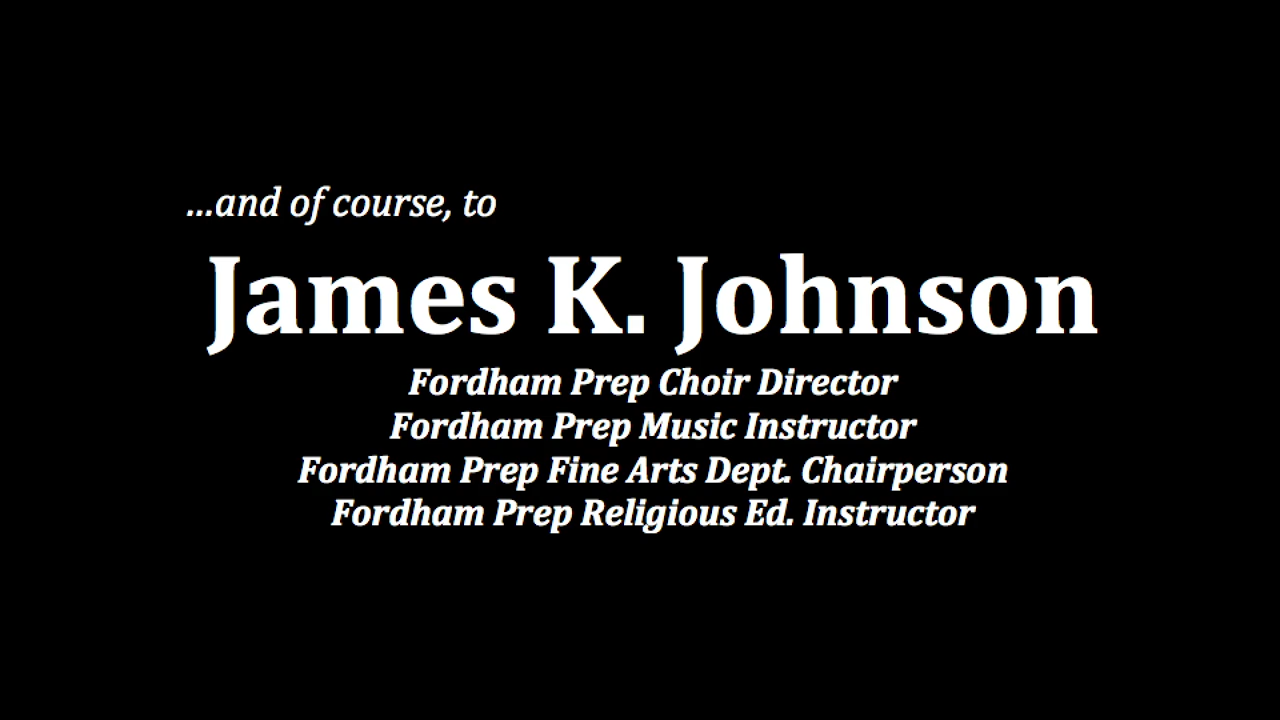 ...and of course, to
James K. Johnson
Fordham Prep Choir Director
Fordham Prep Music Instructor
Fordham Prep Fine Arts Dept. Chairperson
Fordham Prep Religious Ed. Instructor